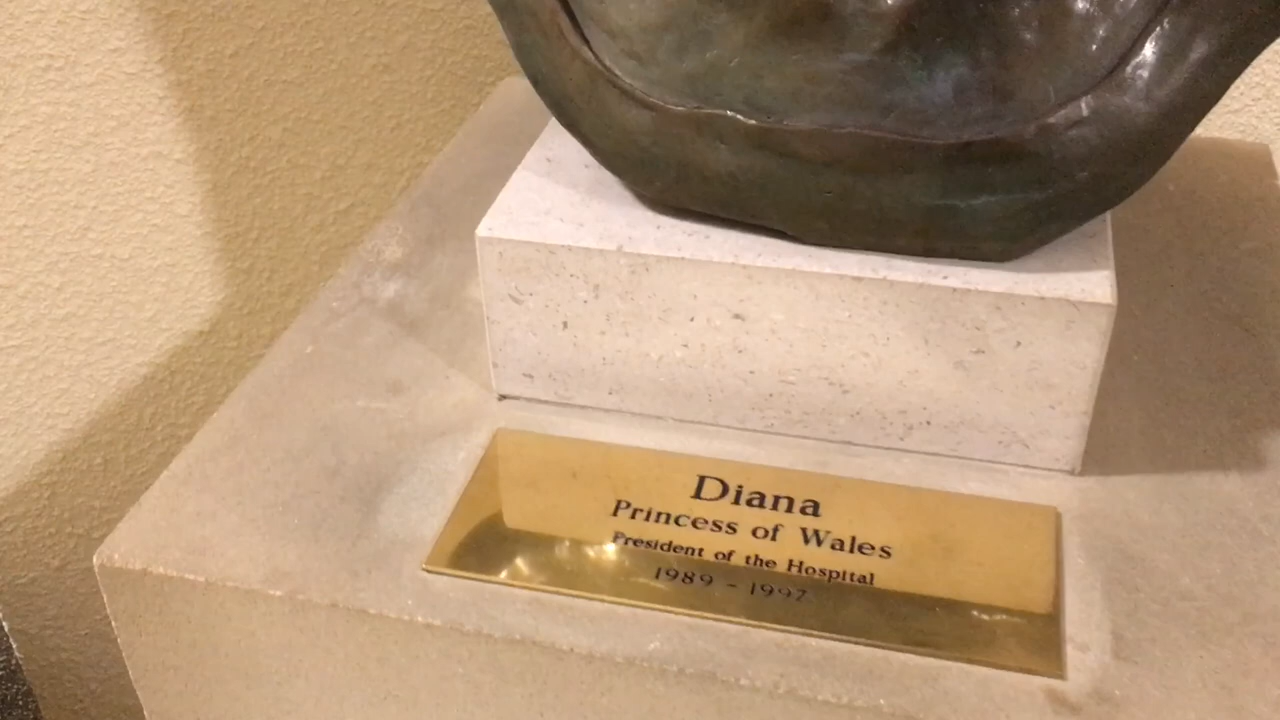 Diana
Princess of Wales
President of the Hospital
1989 - 1997